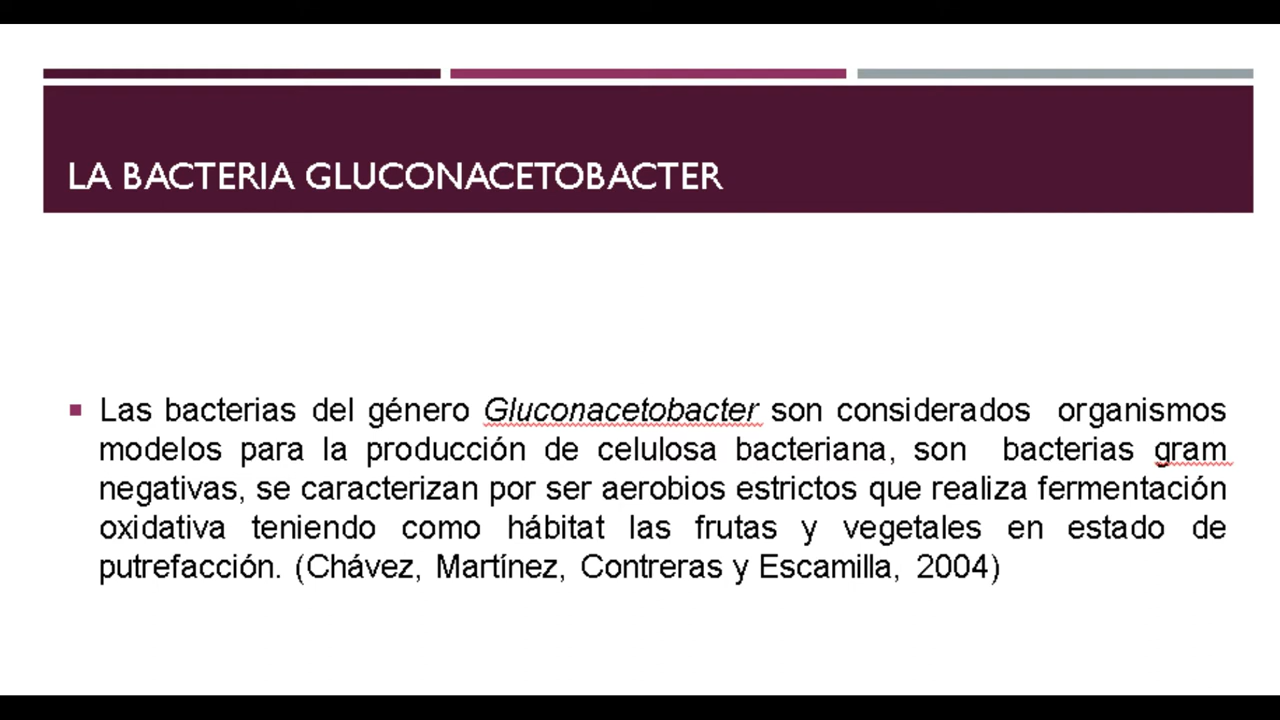 LA BACTERIA GLUCONACETOBACTER
Las bacterias del género Gluconacetobacter son considerados organismos
modelos para la producción de celulosa bacteriana, son bacterias gram
negativas, se caracterizan por ser aerobios estrictos que realiza fermentación
oxidativa teniendo como hábitat las frutas y vegetales en estado de
putrefacción. (Chávez, Martínez, Contreras y Escamilla, 2004)